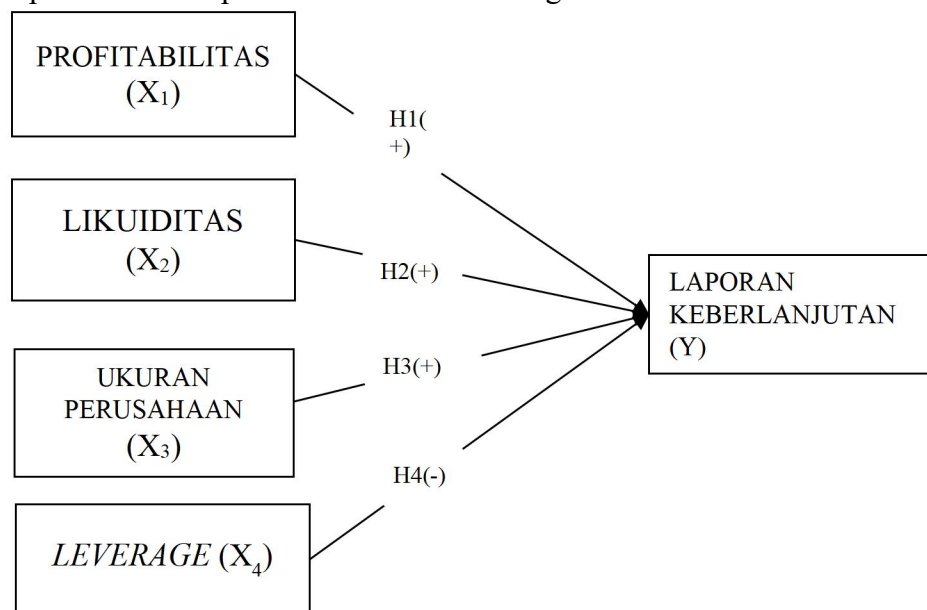 PROFITABILITAS
(X₁)
H1(
+)
LIKUIDITAS
(X₂)
H2(+)
LAPORAN
KEBERLANJUTAN
(Y)
UKURAN
PERUSAHAAN
(X₃)
H3(+)
H4(-)
LEVERAGE (X₄)